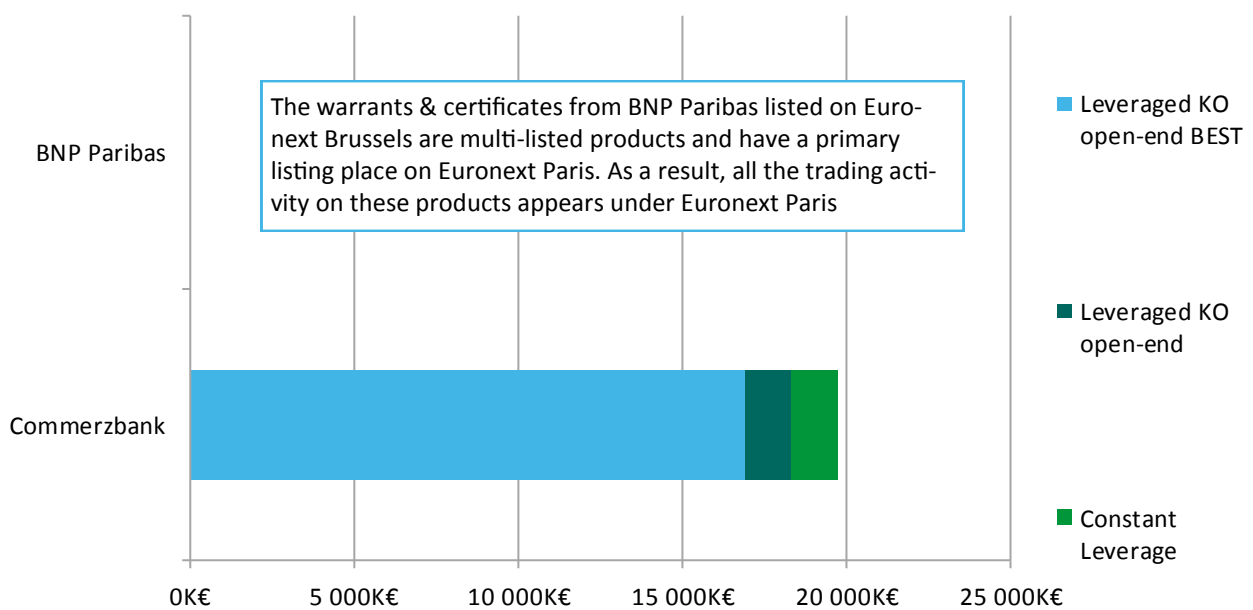 BNP Paribas
The warrants & certificates from BNP Paribas listed on Euro-
next Brussels are multi-listed products and have a primary
listing place on Euronext Paris. As a result, all the trading acti-
vity on these products appears under Euronext Paris
Leveraged KO
open-end BEST
Leveraged KO
open-end
Commerzbank
Constant
Leverage
0K€ 5 000K€ 10 000K€ 15 000K€ 20 000K€ 25 000K€